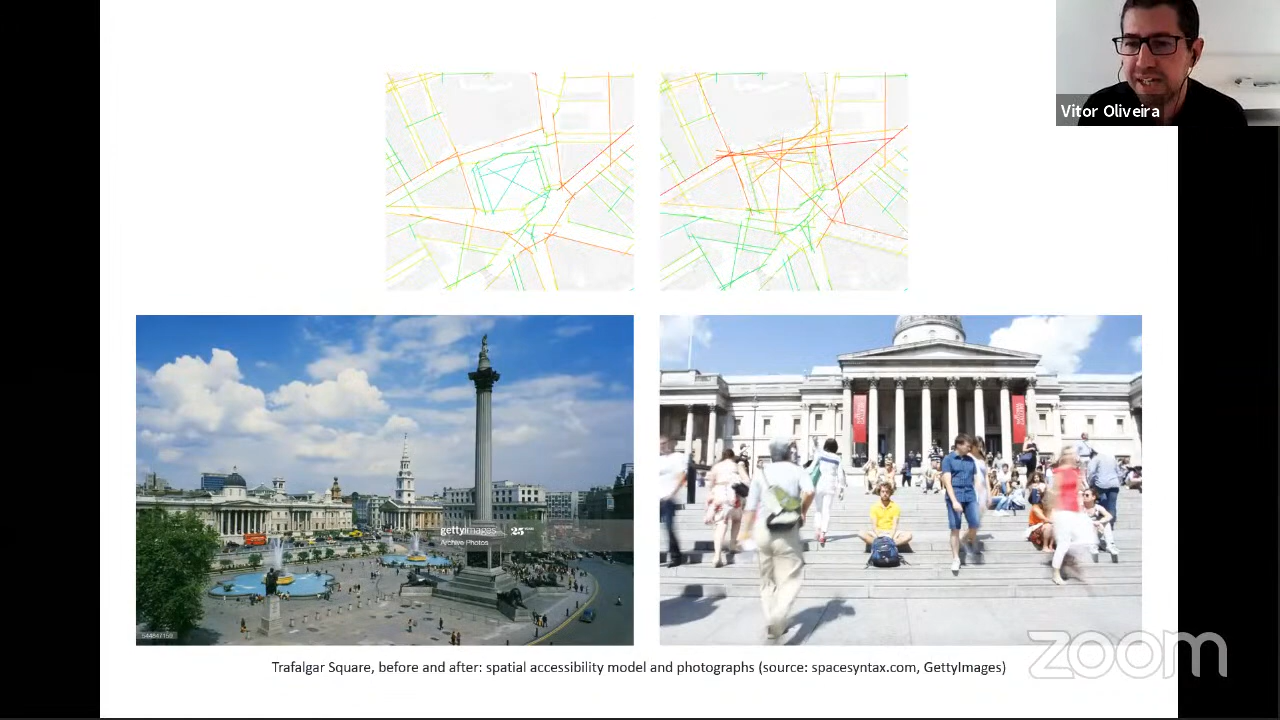 Vitor Oliveira
gettyimages
Archive Photos
544647159
Trafalgar Square, before and after: spatial accessibility model and photographs (source: spacesyntax.com, GettyImages)
zoom